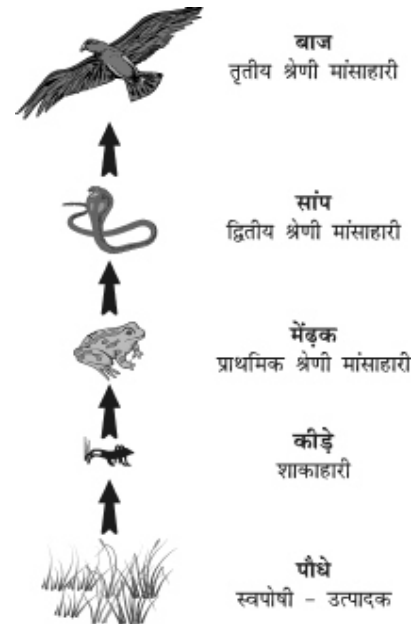 बाज
तृतीय श्रेणी मांसाहारी
सांप
द्वितीय श्रेणी मांसाहारी
मेंढ़क
प्राथमिक श्रेणी मांसाहारी
कीड़े
शाकाहारी
पौधे
स्वपोषी - उत्पादक